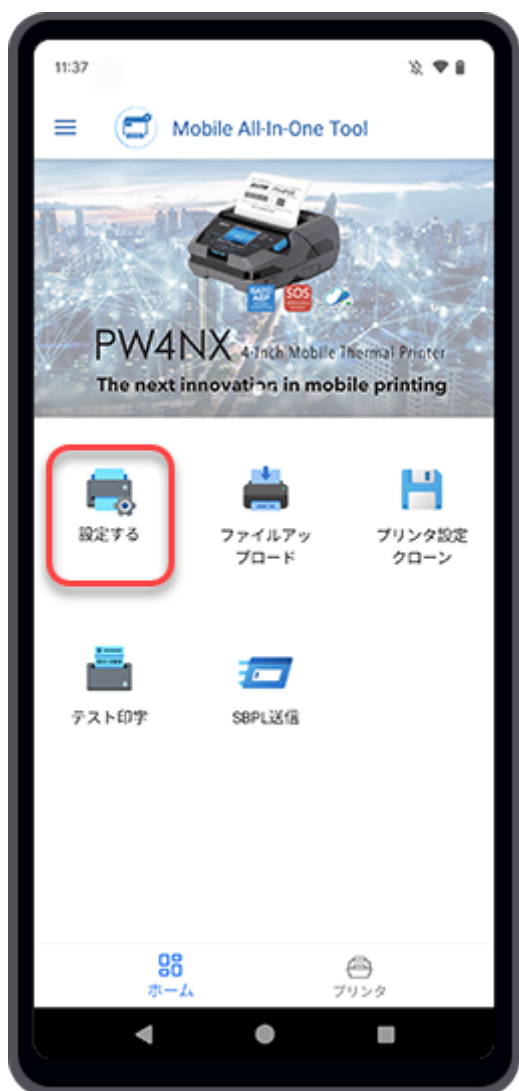 11:37
Mobile All-In-One Tool
SOS
PW4NX 4-Inch Mobile Thermal Printer
The next innovation in mobile printing
設定する
ファイルアッ
プロード
プリンタ設定
クローン
テスト印字
SBPL送信
ホーム
プリンタ